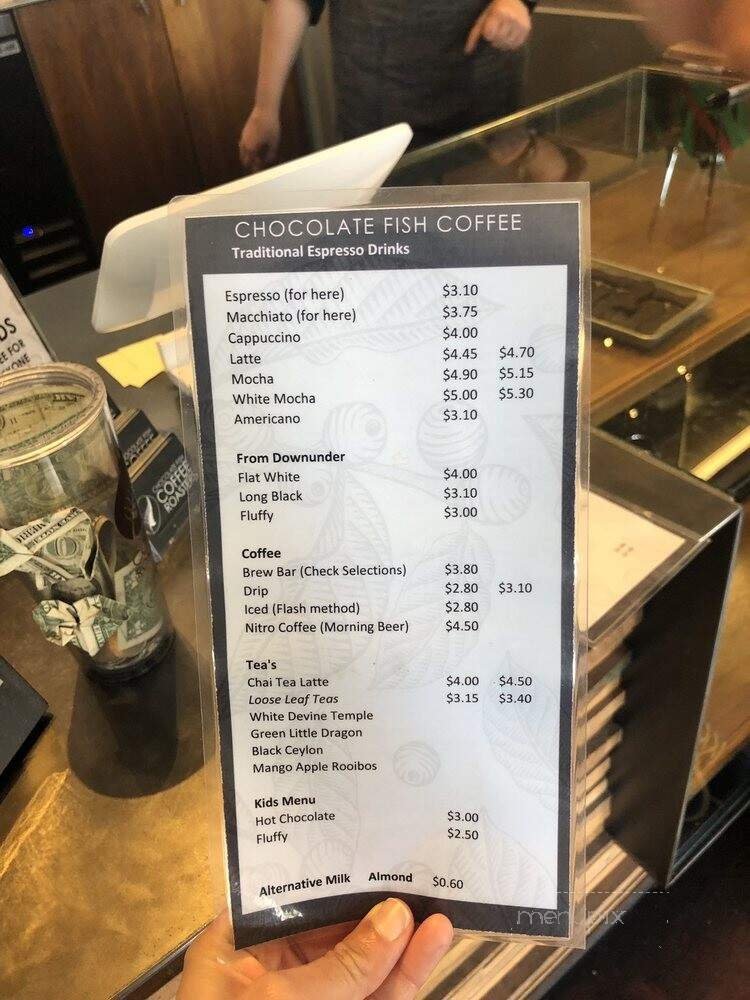 CHOCOLATE FISH COFFEE
Traditional Espresso Drinks
Espresso (for here) $3.10
Macchiato (for here) $3.75
Cappuccino $4.00
Latte $4.45 $4.70
Mocha $4.90 $5.15
White Mocha $5.00 $5.30
Americano $3.10
From Downunder
Flat White $4.00
Long Black $3.10
Fluffy $3.00
Coffee
Brew Bar (Check Selections) $3.80
Drip $2.80 $3.10
Iced (Flash method) $2.80
Nitro Coffee (Morning Beer) $4.50
Tea's
Chai Tea Latte $4.00 $4.50
Loose Leaf Teas $3.15 $3.40
White Devine Temple
Green Little Dragon
Black Ceylon
Mango Apple Rooibos
Kids Menu
Hot Chocolate $3.00
Fluffy $2.50
Alternative Milk Almond $0.60
COFFEE
ROASTERS
menupix